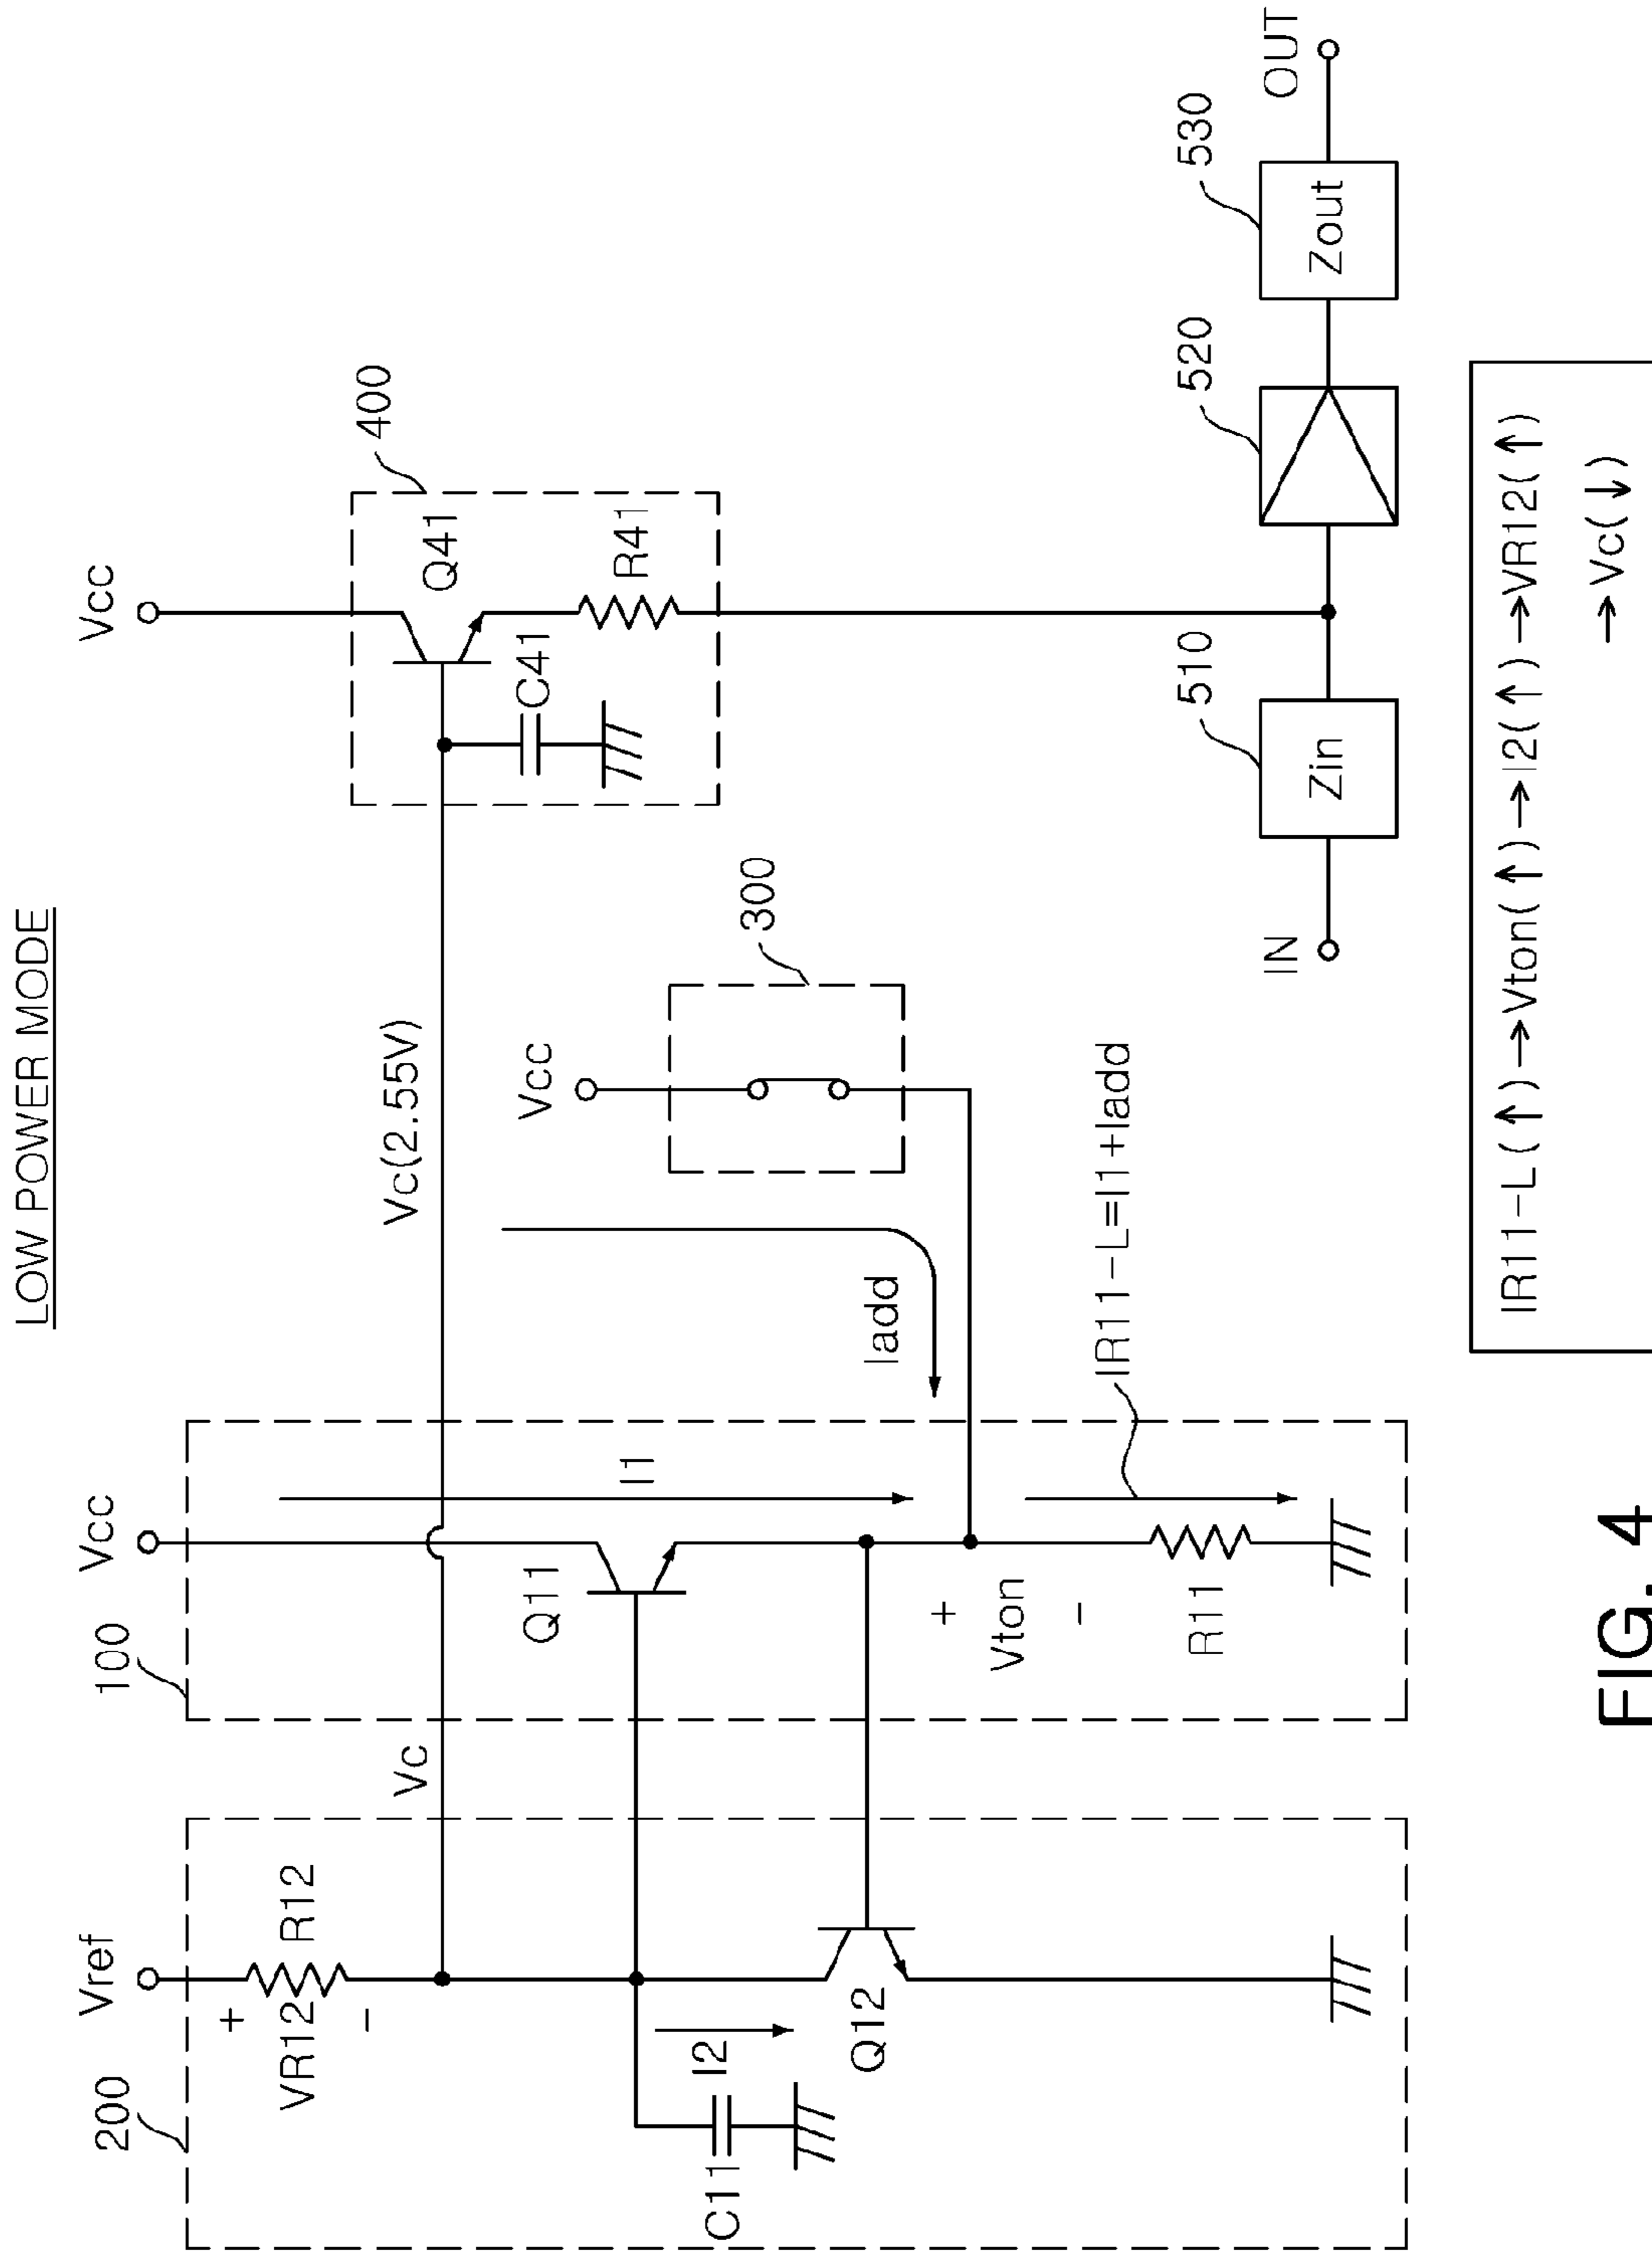 LOW POWER MODE
200
Vref
+
VR12
-
R12
Vc
100
Vcc
Vc(2.55V)
Vcc
400
Q41
C41
R41
I2
C11
Q12
Q11
I1
Vcc
300
Iadd
+
Vton
-
R11
IR11-L=I1+Iadd
IN
510
Zin
520
530
Zout
OUT
IR11-L(↑)→Vton(↑)→I2(↑)→VR12(↑)
→Vc(↓)
FIG. 4